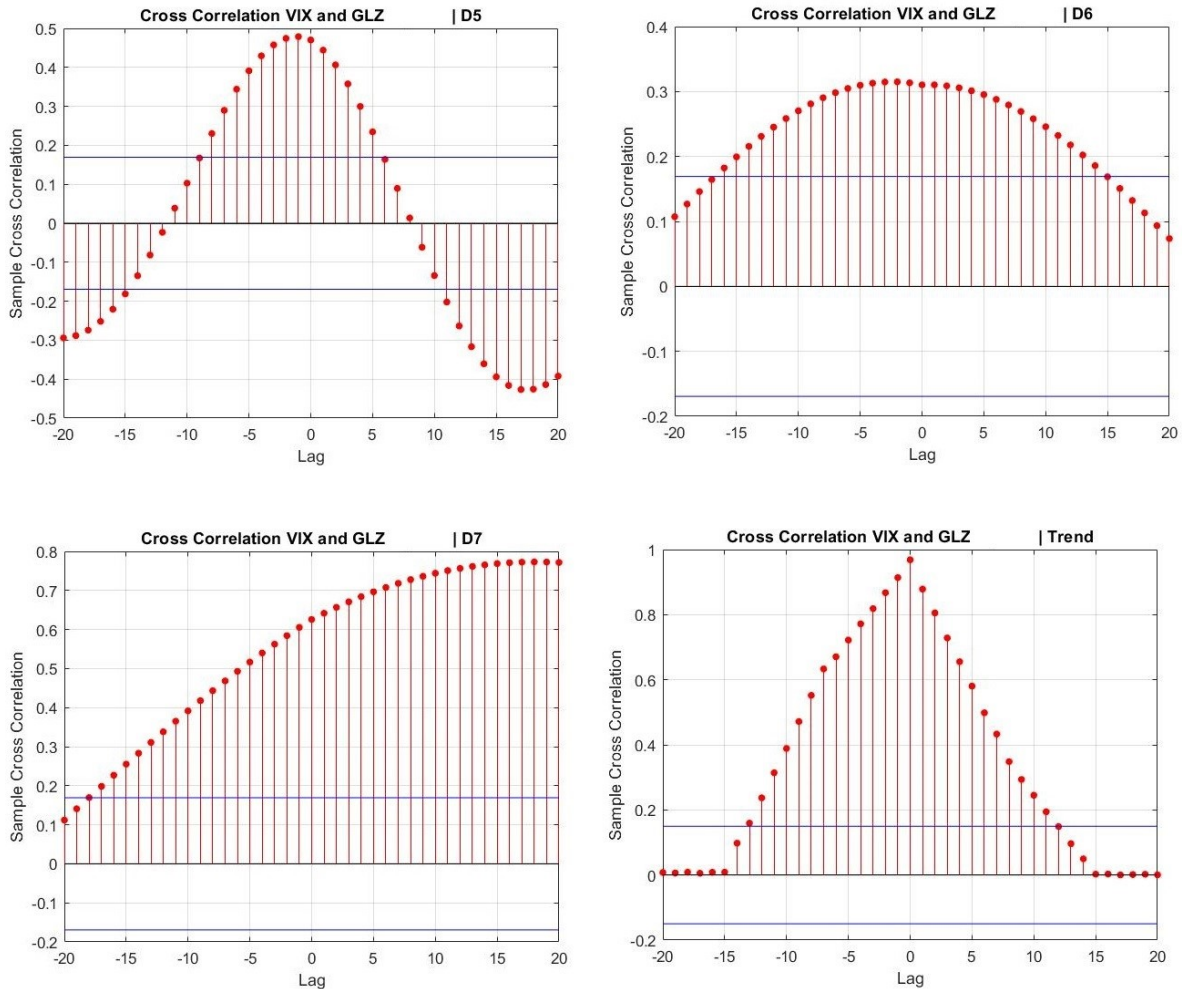 Cross Correlation VIX and GLZ | D5
Sample Cross Correlation
0.5
0.4
0.3
0.2
0.1
0
-0.1
-0.2
-0.3
-0.4
-0.5
-20 -15 -10 -5 0 5 10 15 20
Lag
Cross Correlation VIX and GLZ | D6
Sample Cross Correlation
0.4
0.3
0.2
0.1
0
-0.1
-0.2
-20 -15 -10 -5 0 5 10 15 20
Lag
Cross Correlation VIX and GLZ | D7
Sample Cross Correlation
0.8
0.7
0.6
0.5
0.4
0.3
0.2
0.1
0
-0.1
-0.2
-20 -15 -10 -5 0 5 10 15 20
Lag
Cross Correlation VIX and GLZ | Trend
Sample Cross Correlation
1
0.8
0.6
0.4
0.2
0
-0.2
-20 -15 -10 -5 0 5 10 15 20
Lag